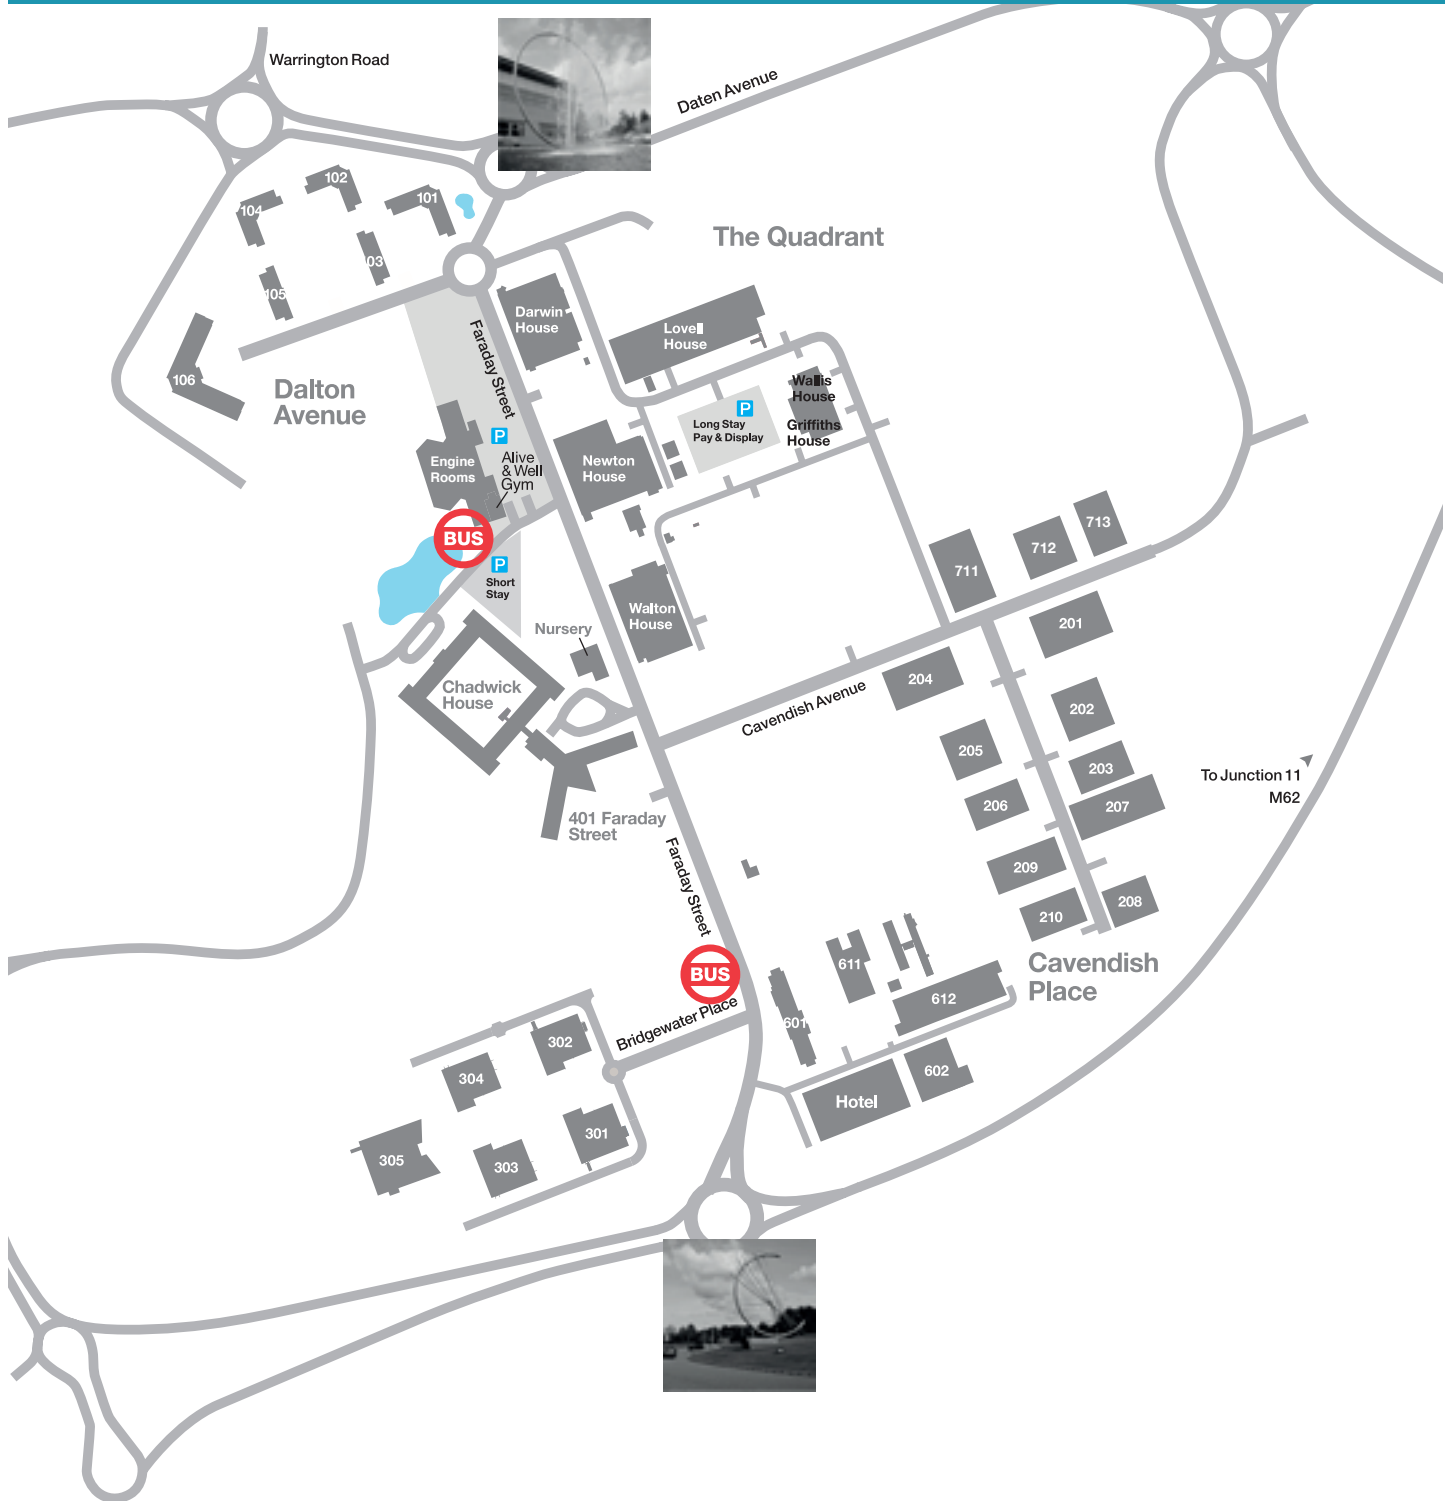 Warrington Road
Daten Avenue
102
101
104
03
105
106
The Quadrant
Dalton
Avenue
Faraday Street
Darwin
House
Lovell
House
Wallis
House
Griffiths
House
P
Long Stay
Pay & Display
P
Engine
Rooms
Alive
& Well
Gym
Newton
House
BUS
P
Short
Stay
Nursery
Walton
House
Chadwick
House
401 Faraday
Street
Cavendish Avenue
711
712
713
201
204
202
205
203
206
207
209
208
210
To Junction 11
M62
Cavendish
Place
Faraday Street
BUS
Bridgewater Place
611
612
601
602
Hotel
302
304
301
303
305